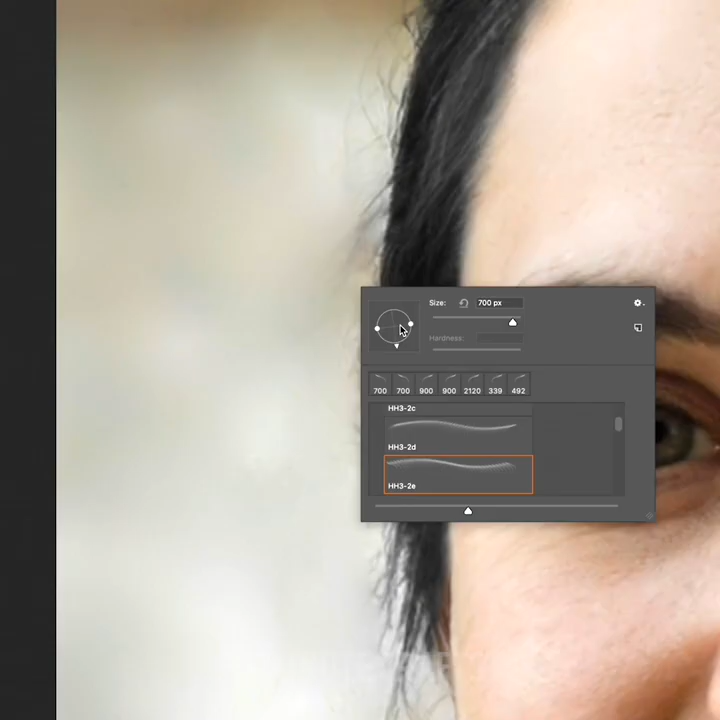 Size: 700 px
Hardness:
700 700 900 900 2120 339 492
HH3-2c
HH3-2d
HH3-2e